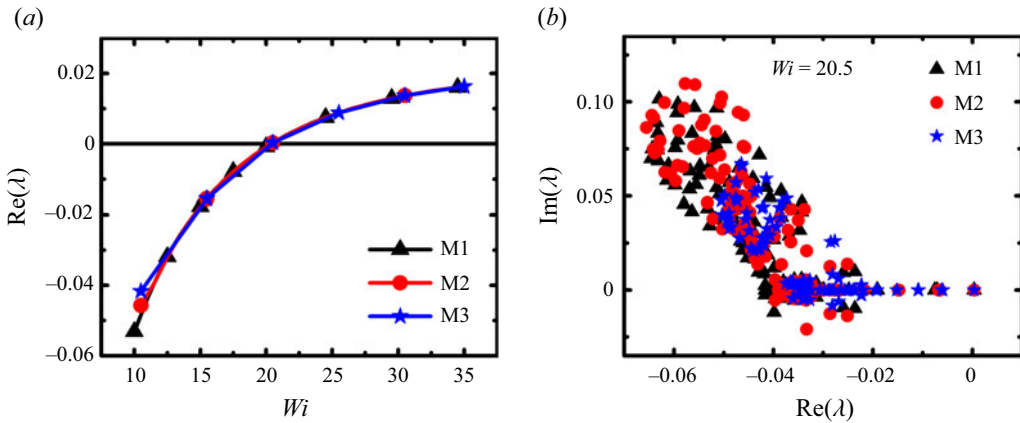 (a)
0.02
0
–0.02
–0.04
–0.06
Re(λ)
M1
M2
M3
10 15 20 25 30 35
Wi
(b)
Wi = 20.5
M1
M2
M3
0.10
0.05
0
Im(λ)
–0.06 –0.04 –0.02 0
Re(λ)